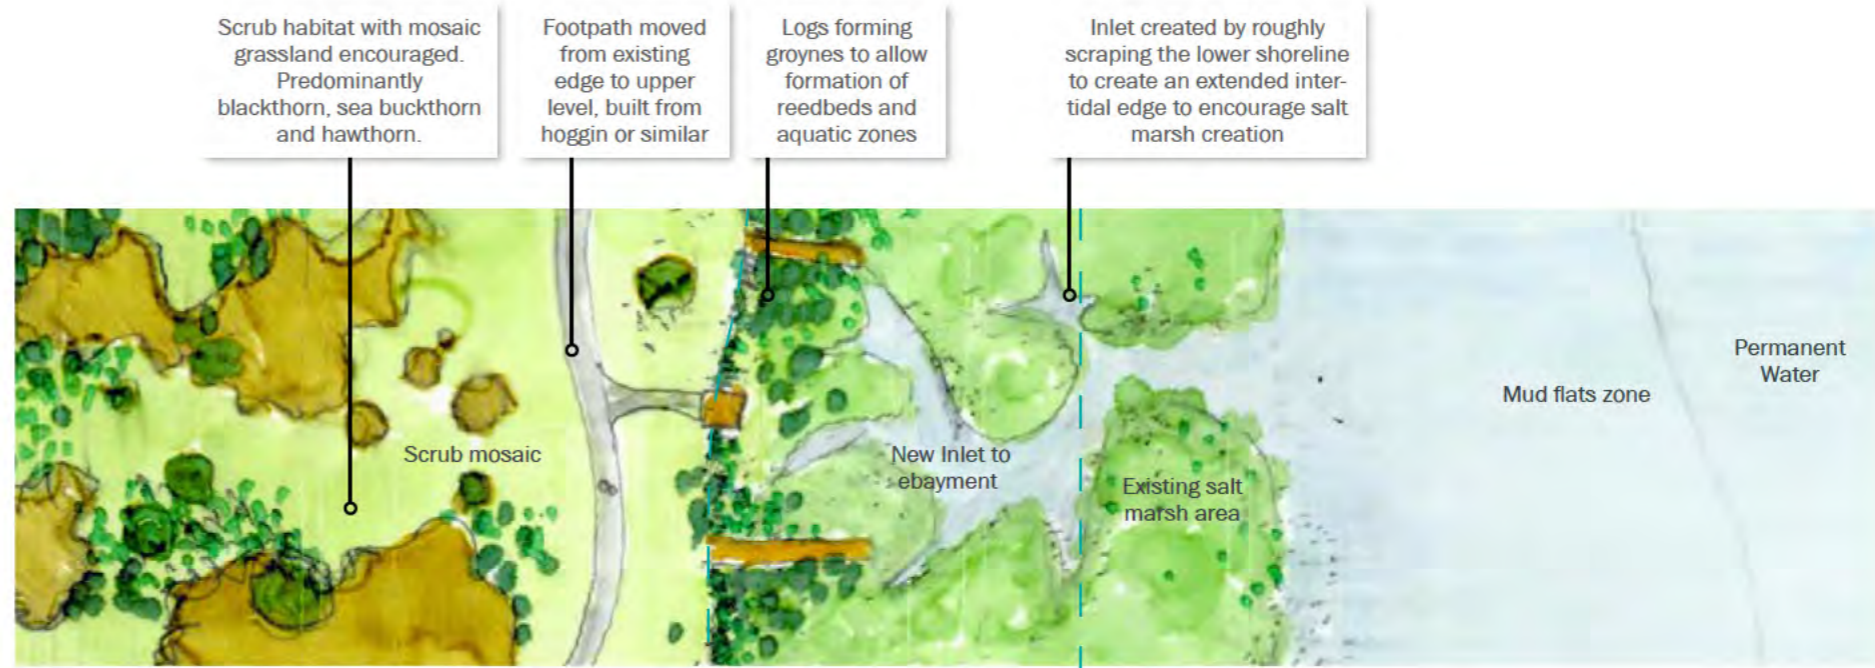 Scrub habitat with mosaic
grassland encouraged.
Predominantly
blackthorn, sea buckthorn
and hawthorn.
Footpath moved
from existing
edge to upper
level, built from
hoggin or similar
Logs forming
groynes to allow
formation of
reedbeds and
aquatic zones
Inlet created by roughly
scraping the lower shoreline
to create an extended inter-
tidal edge to encourage salt
marsh creation
Scrub mosaic
New Inlet to
ebayment
Existing salt
marsh area
Mud flats zone
Permanent
Water